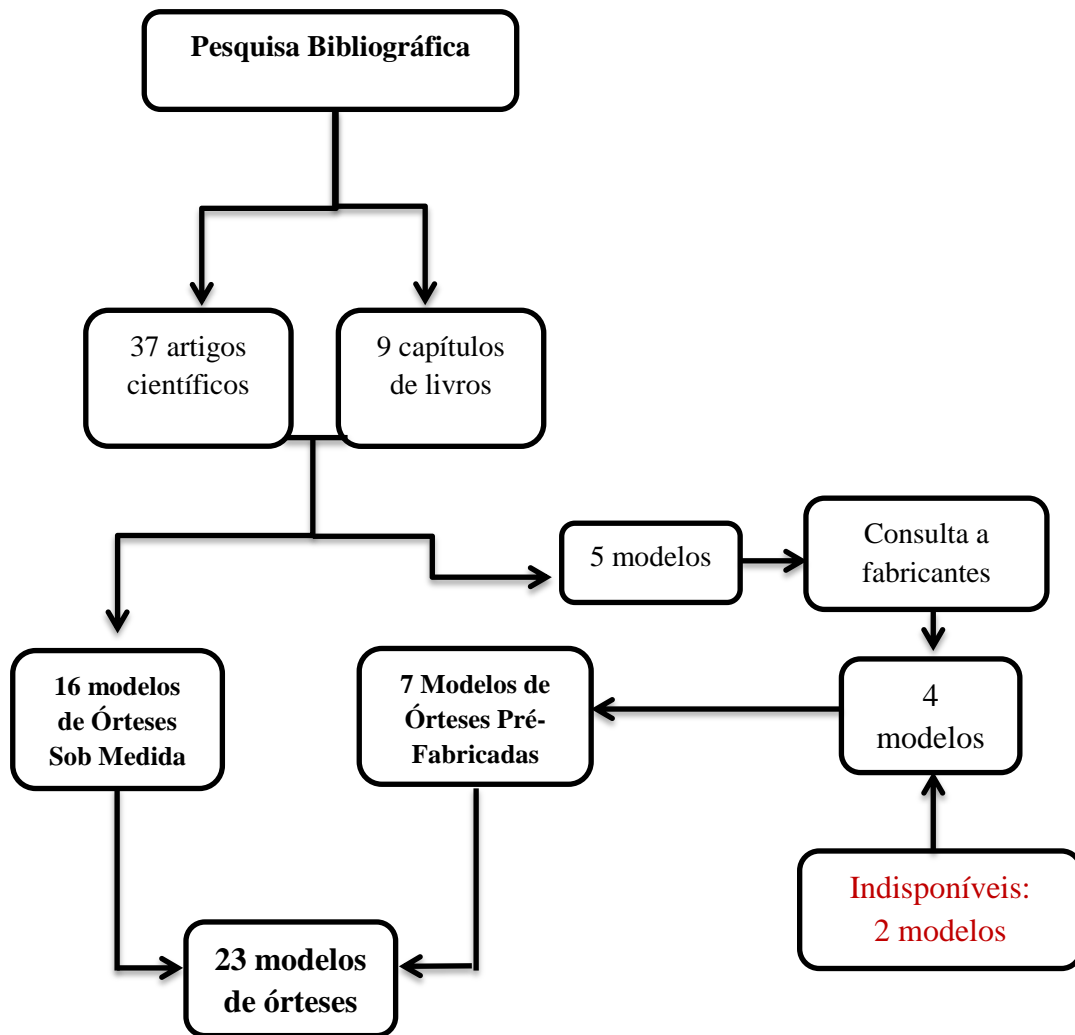 Pesquisa Bibliográfica
37 artigos
científicos
9 capítulos
de livros
5 modelos
Consulta a
fabricantes
16 modelos
de Órteses
Sob Medida
7 Modelos de
Órteses Pré-
Fabricadas
4
modelos
Indisponíveis:
2 modelos
23 modelos
de órteses